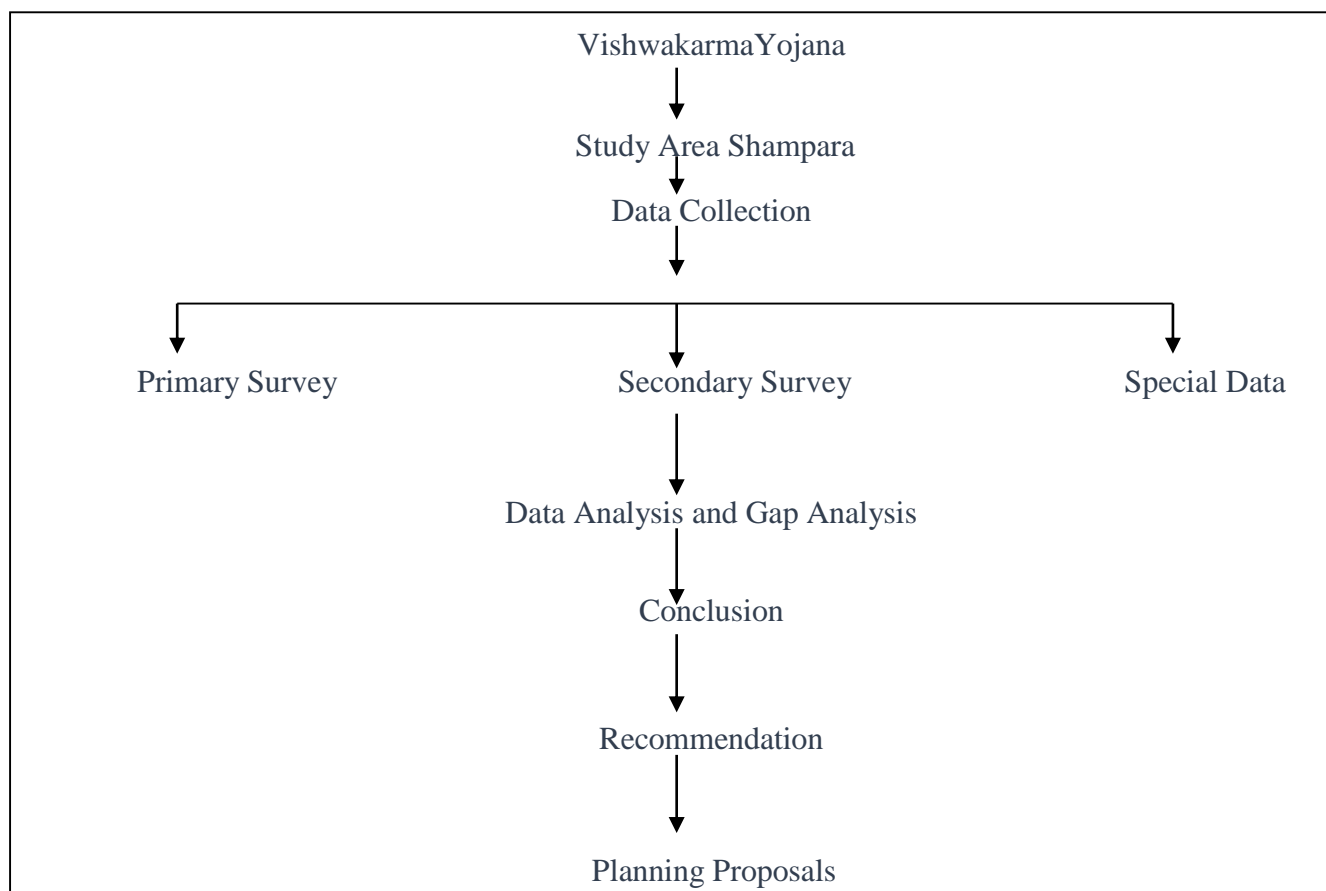 VishwakarmaYojana
Study Area Shampara
Data Collection
Primary Survey Secondary Survey Special Data
Data Analysis and Gap Analysis
Conclusion
Recommendation
Planning Proposals